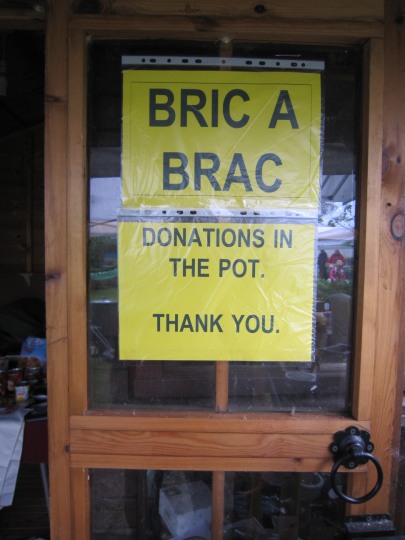 BRIC A
BRAC
DONATIONS IN
THE POT.
THANK YOU.